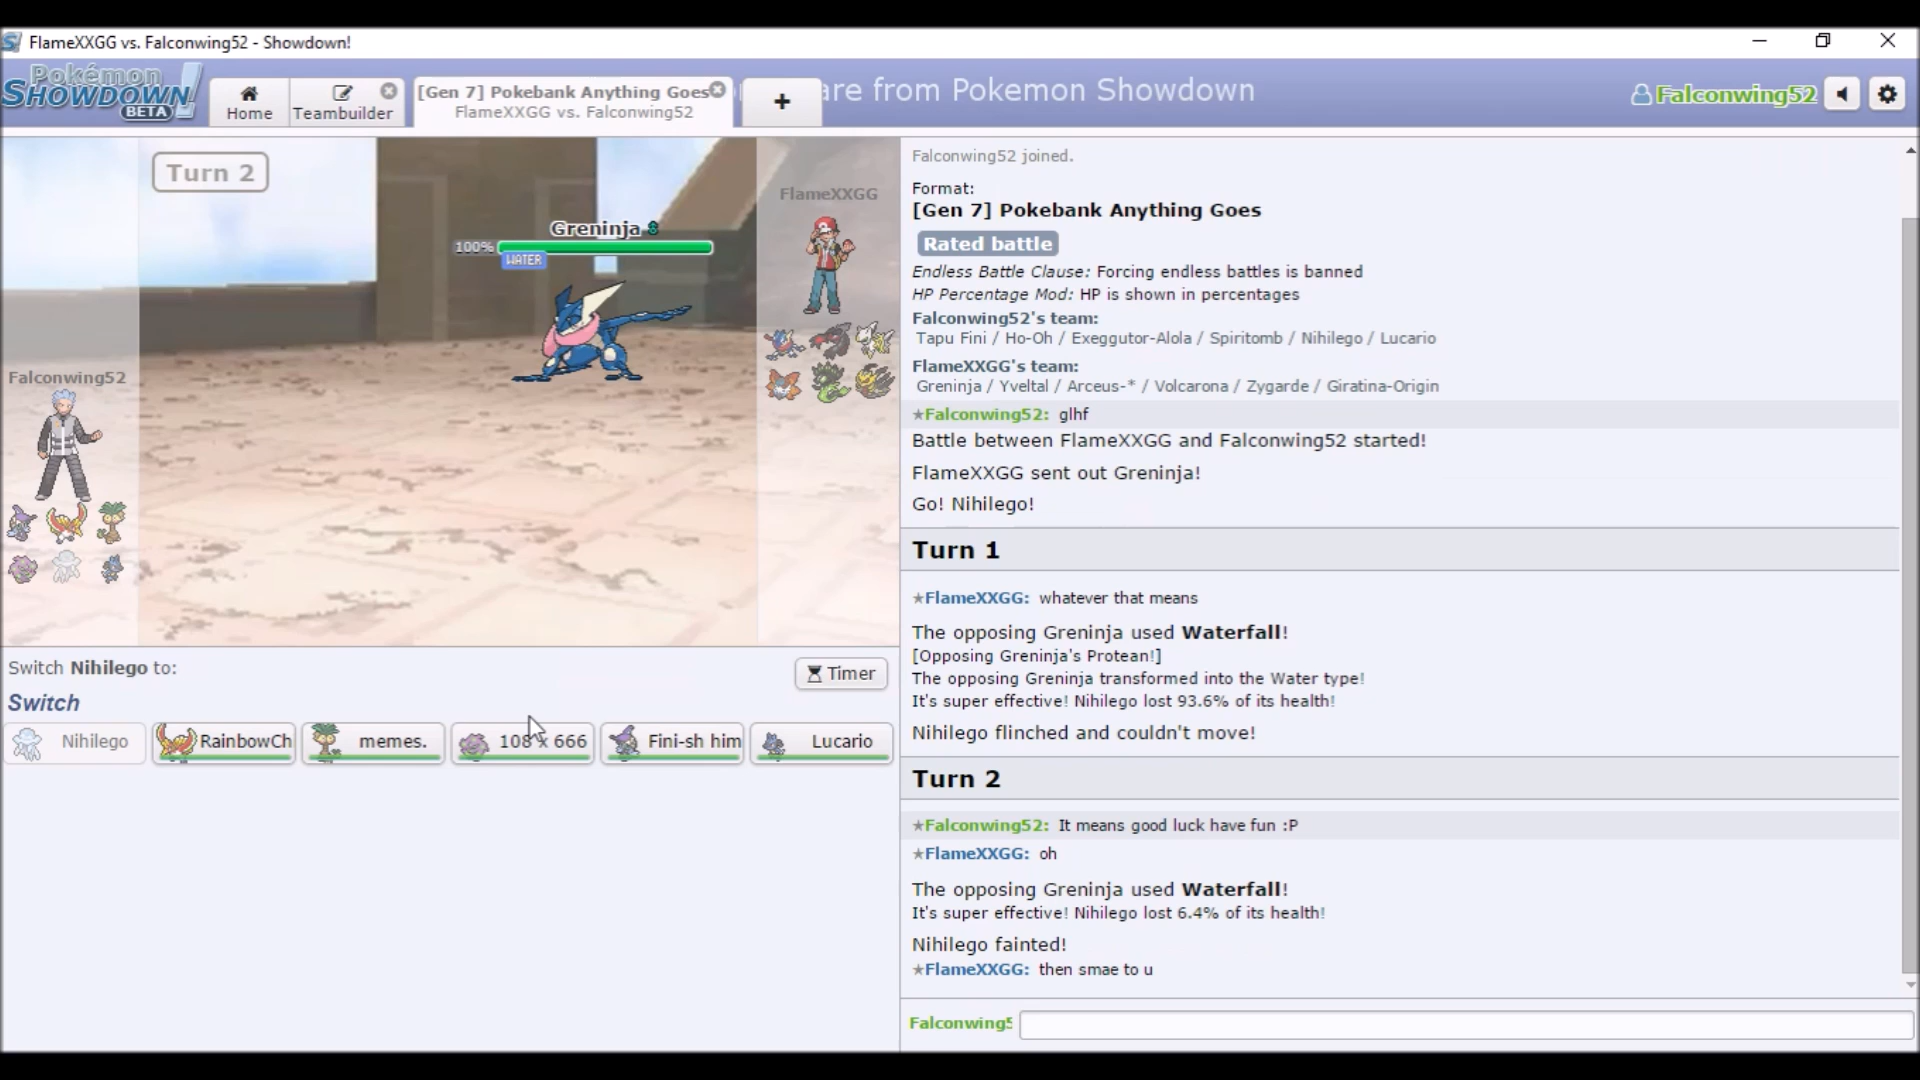 FlameXXGG vs. Falconwing52 - Showdown!
Pokémon
SHOWDOWN!
BETA
Home
Teambuilder
[Gen 7] Pokebank Anything Goes
FlameXXGG vs. Falconwing52
+
are from Pokemon Showdown
Falconwing52
Turn 2
FlameXXGG
Greninja
100%
WATER
Falconwing52
Switch Nihilego to:
Timer
Switch
Nihilego
RainbowCh
memes.
108 x 666
Fini-sh him
Lucario
Falconwing52 joined.
Format:
[Gen 7] Pokebank Anything Goes
Rated battle
Endless Battle Clause: Forcing endless battles is banned
HP Percentage Mod: HP is shown in percentages
Falconwing52's team:
Tapu Fini / Ho-Oh / Exeggutor-Alola / Spiritomb / Nihilego / Lucario
FlameXXGG's team:
Greninja / Yveltal / Arceus-* / Volcarona / Zygarde / Giratina-Origin
★Falconwing52: glhf
Battle between FlameXXGG and Falconwing52 started!
FlameXXGG sent out Greninja!
Go! Nihilego!
Turn 1
★FlameXXGG: whatever that means
The opposing Greninja used Waterfall!
[Opposing Greninja's Protean!]
The opposing Greninja transformed into the Water type!
It's super effective! Nihilego lost 93.6% of its health!
Nihilego flinched and couldn't move!
Turn 2
★Falconwing52: It means good luck have fun :P
★FlameXXGG: oh
The opposing Greninja used Waterfall!
It's super effective! Nihilego lost 6.4% of its health!
Nihilego fainted!
★FlameXXGG: then smae to u
Falconwing5